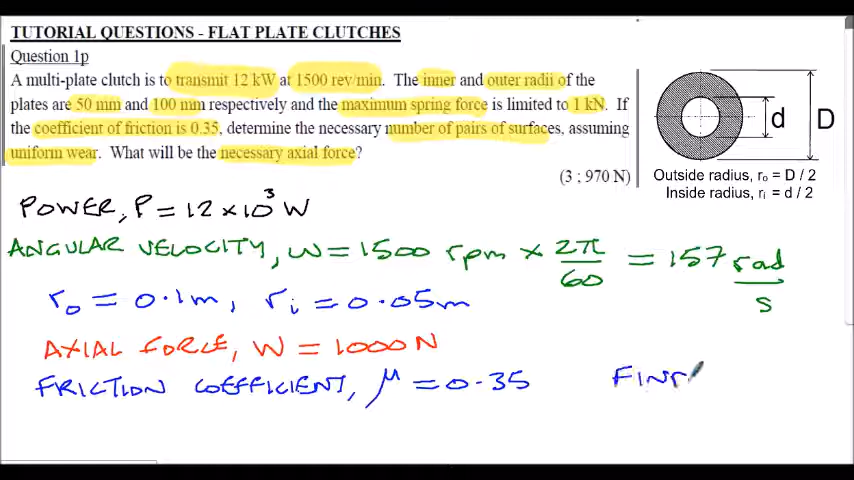 TUTORIAL QUESTIONS - FLAT PLATE CLUTCHES
Question 1p
A multi-plate clutch is to transmit 12 kW at 1500 rev/min. The inner and outer radii of the
plates are 50 mm and 100 mm respectively and the maximum spring force is limited to 1 kN. If
the coefficient of friction is 0.35, determine the necessary number of pairs of surfaces, assuming
uniform wear. What will be the necessary axial force?
(3 ; 970 N)
d
D
Outside radius, rₒ = D / 2
Inside radius, rᵢ = d / 2
POWER, P = 12 × 10³ W
ANGULAR VELOCITY, ω = 1500 rpm × 2π/60 = 157 rad/s
rₒ = 0.1m, rᵢ = 0.05m
AXIAL FORCE, W = 1000 N
FRICTION COEFFICIENT, μ = 0.35